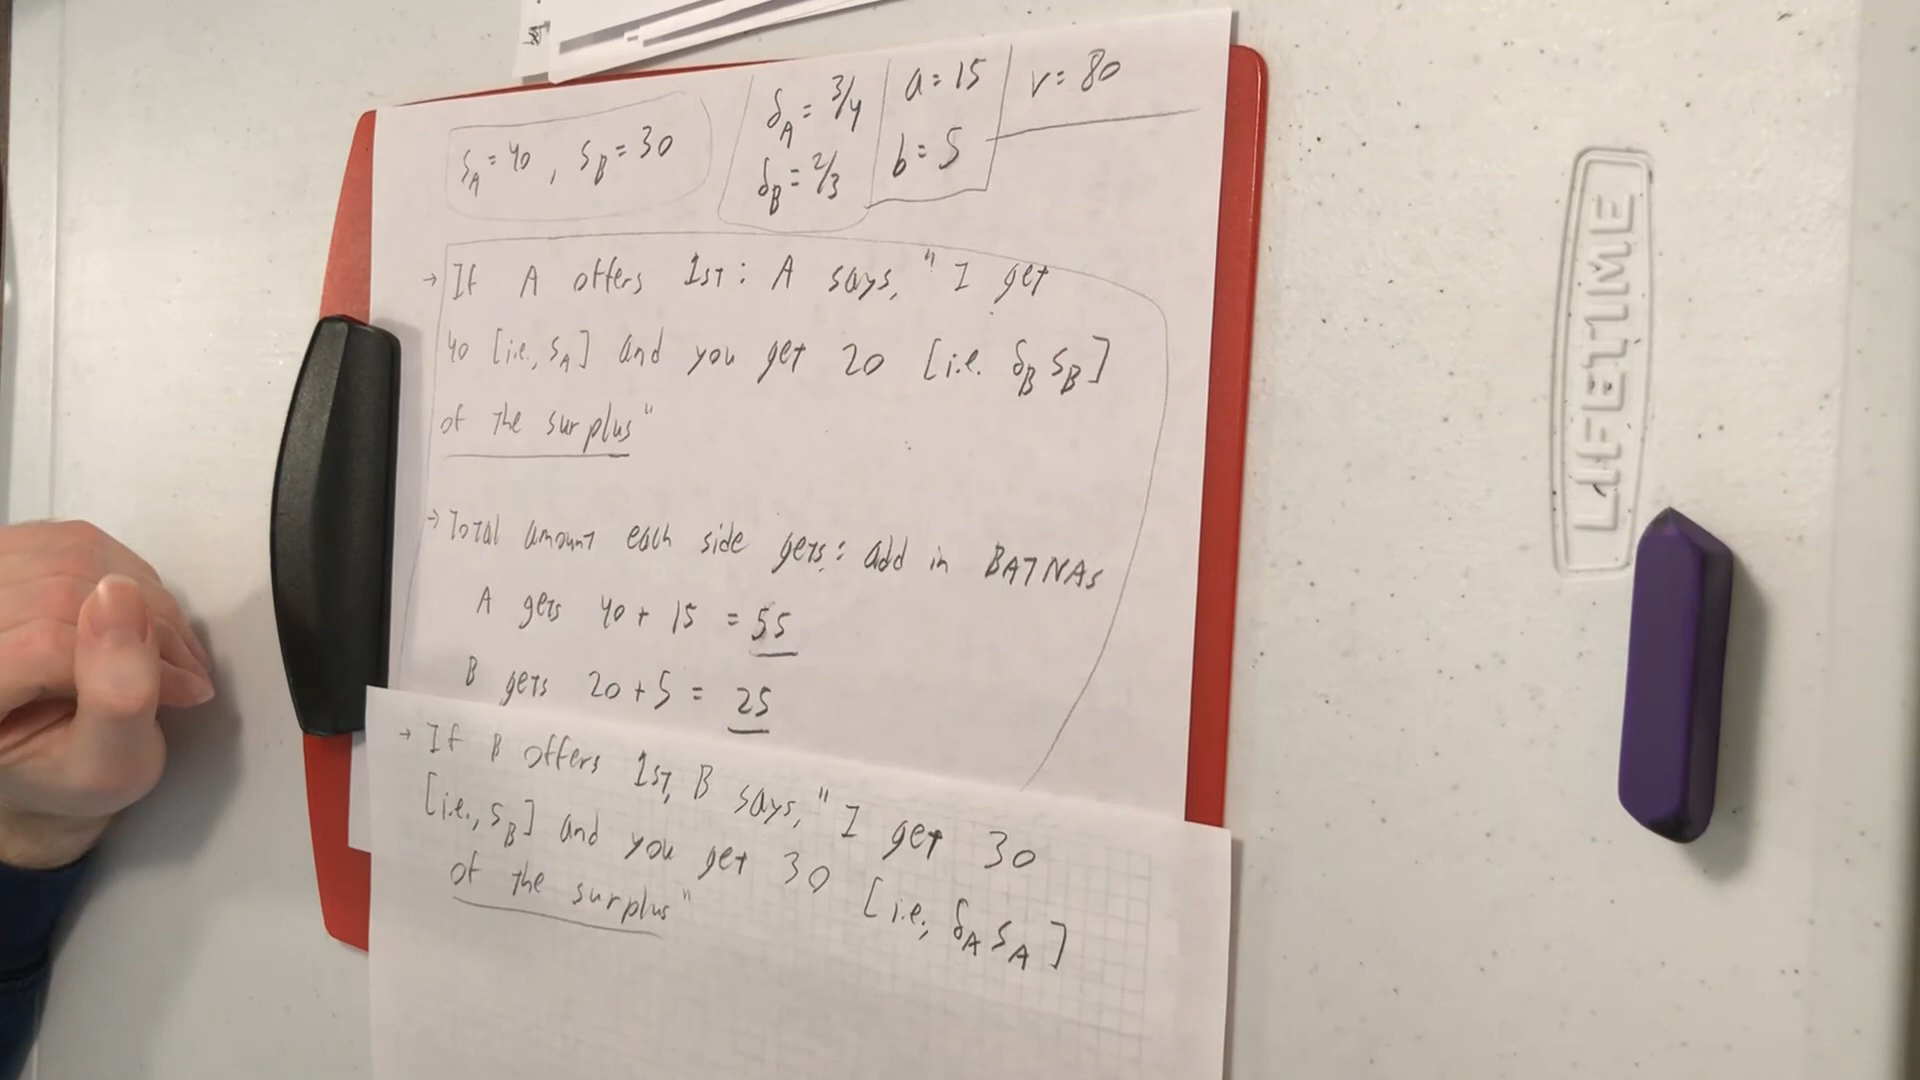 δ_A = 3/4
a = 15
v = 80
S_A = 40, S_B = 30
δ_B = 2/3
b = 5
→ If A offers 1st: A says, "I get
40 [i.e., S_A] and you get 20 [i.e. δ_B S_B]
of the surplus"
→ Total amount each side gets: add in BATNAs
A gets 40 + 15 = 55
B gets 20 + 5 = 25
→ If B offers 1st, B says, "I get 30
[i.e., S_B] and you get 30 [i.e., δ_A S_A]
of the surplus"
LIFETIME